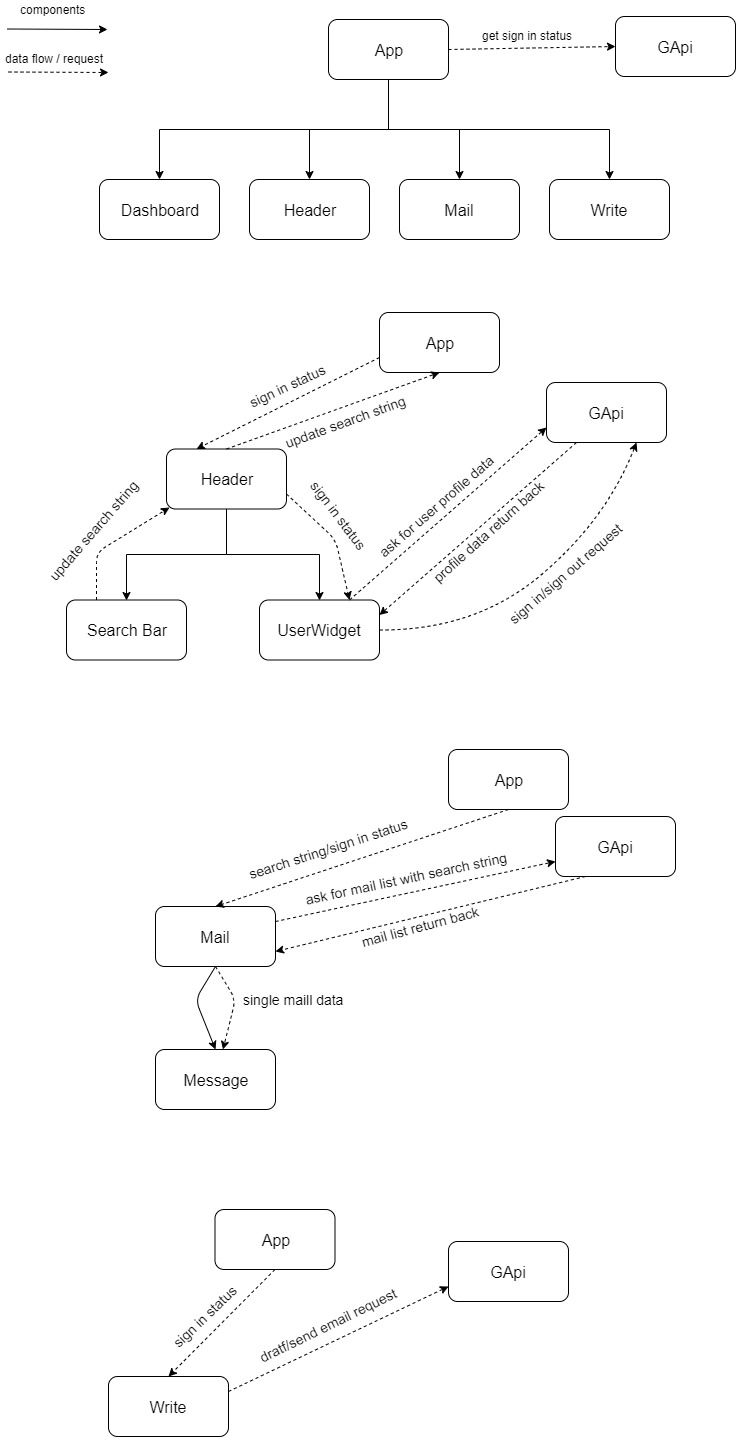 components
data flow / request
App
get sign in status
GApi
Dashboard
Header
Mail
Write
App
sign in status
update search string
GApi
Header
sign in status
ask for user profile data
profile data return back
update search string
sign in/sign out request
Search Bar
UserWidget
App
search string/sign in status
GApi
ask for mail list with search string
mail list return back
Mail
single maill data
Message
App
GApi
sign in status
dratf/send email request
Write